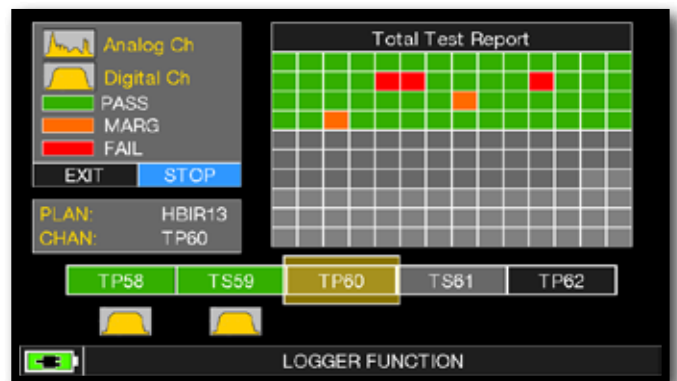 Analog Ch
Digital Ch
PASS
MARG
FAIL
EXIT STOP
PLAN: HBIR13
CHAN: TP60
Total Test Report
TP58 TS59 TP60 TS61 TP62
LOGGER FUNCTION